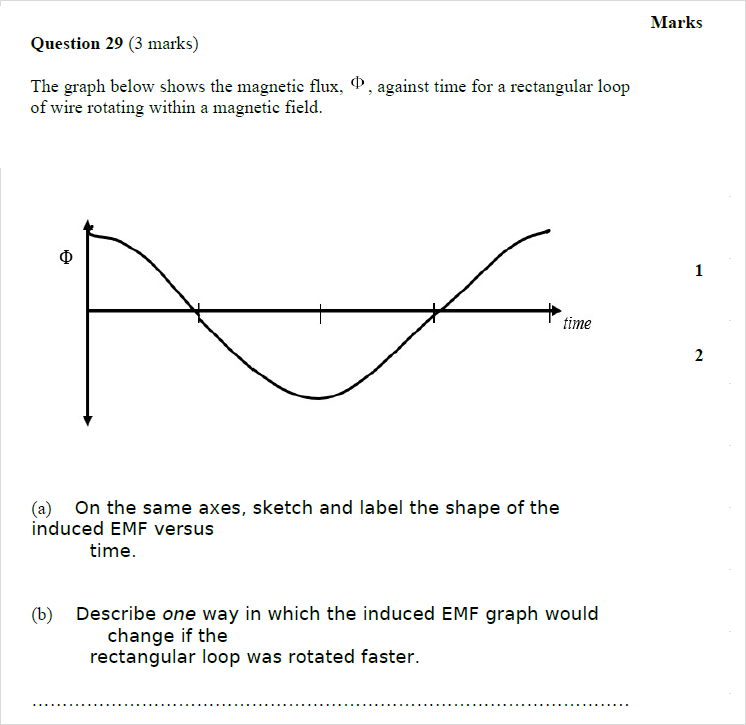 Marks
Question 29 (3 marks)
The graph below shows the magnetic flux, Φ, against time for a rectangular loop
of wire rotating within a magnetic field.
Φ
1
time
2
(a) On the same axes, sketch and label the shape of the
induced EMF versus
time.
(b) Describe one way in which the induced EMF graph would
change if the
rectangular loop was rotated faster.